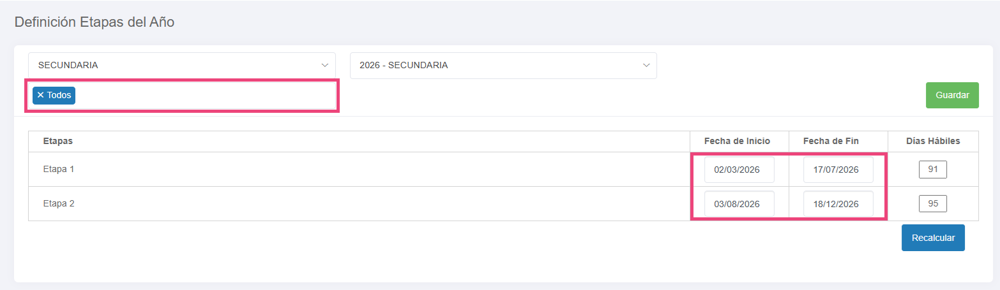 Definición Etapas del Año
SECUNDARIA 2026 - SECUNDARIA
× Todos Guardar
Etapas Fecha de Inicio Fecha de Fin Días Hábiles
Etapa 1 02/03/2026 17/07/2026 91
Etapa 2 03/08/2026 18/12/2026 95
Recalcular